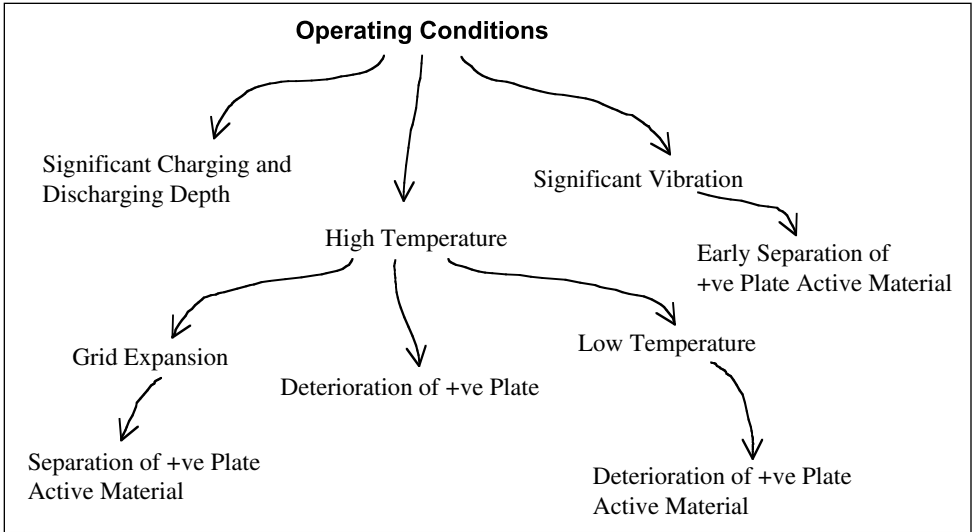 Operating Conditions
Significant Charging and
Discharging Depth
Significant Vibration
High Temperature
Early Separation of
+ve Plate Active Material
Grid Expansion
Low Temperature
Deterioration of +ve Plate
Separation of +ve Plate
Active Material
Deterioration of +ve Plate
Active Material